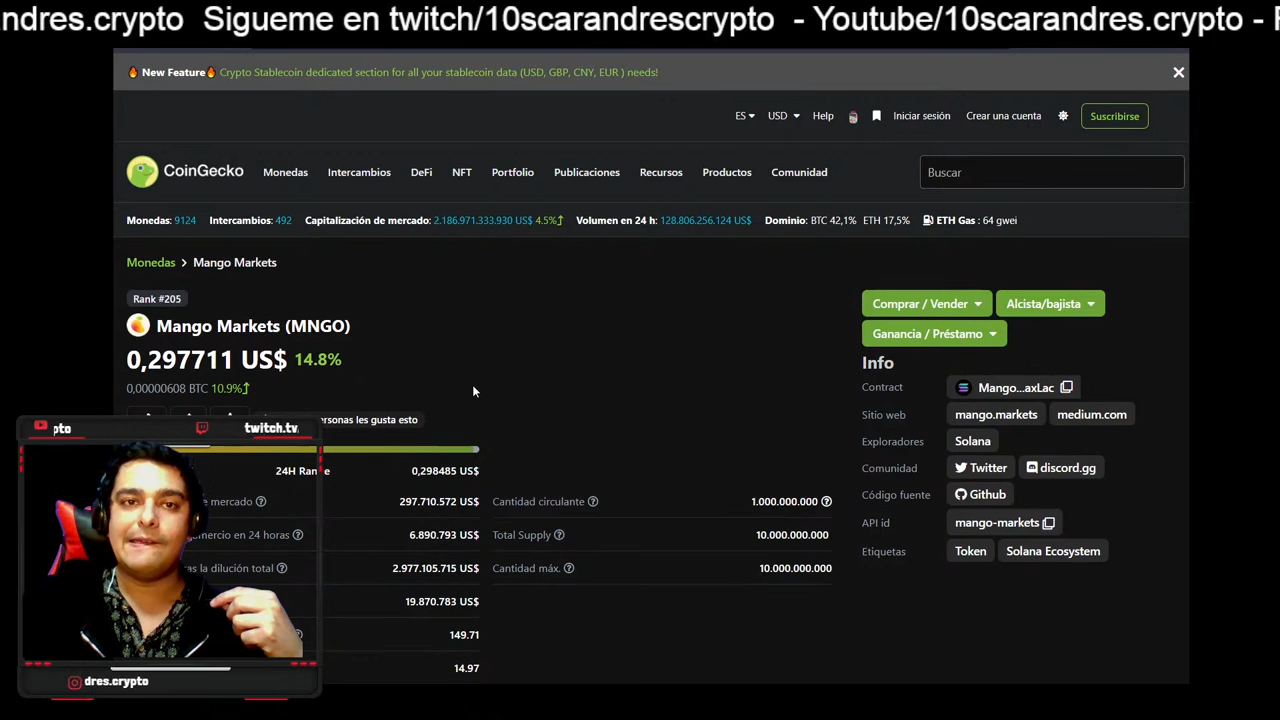 andres.crypto Sigueme en twitch/10scarandrescrypto - Youtube/10scarandres.crypto -
🔥 New Feature🔥 Crypto Stablecoin dedicated section for all your stablecoin data (USD, GBP, CNY, EUR ) needs!
ES USD Help Iniciar sesión Crear una cuenta Suscribirse
CoinGecko Monedas Intercambios DeFi NFT Portfolio Publicaciones Recursos Productos Comunidad Buscar
Monedas: 9124 Intercambios: 492 Capitalización de mercado: 2.186.971.333.930 US$ 4.5% Volumen en 24 h: 128.806.256.124 US$ Dominio: BTC 42,1% ETH 17,5% ETH Gas : 64 gwei
Monedas > Mango Markets
Rank #205
Mango Markets (MNGO)
0,297711 US$ 14.8%
0,00000608 BTC 10.9%
personas les gusta esto
24H Range 0,298485 US$
de mercado 297.710.572 US$
comercio en 24 horas 6.890.793 US$
la dilución total 2.977.105.715 US$
19.870.783 US$
149.71
14.97
Cantidad circulante 1.000.000.000
Total Supply 10.000.000.000
Cantidad máx. 10.000.000.000
Comprar / Vender Alcista/bajista
Ganancia / Préstamo
Info
Contract Mango...axLac
Sitio web mango.markets medium.com
Exploradores Solana
Comunidad Twitter discord.gg
Código fuente Github
API id mango-markets
Etiquetas Token Solana Ecosystem
pto twitch.tv
dres.crypto